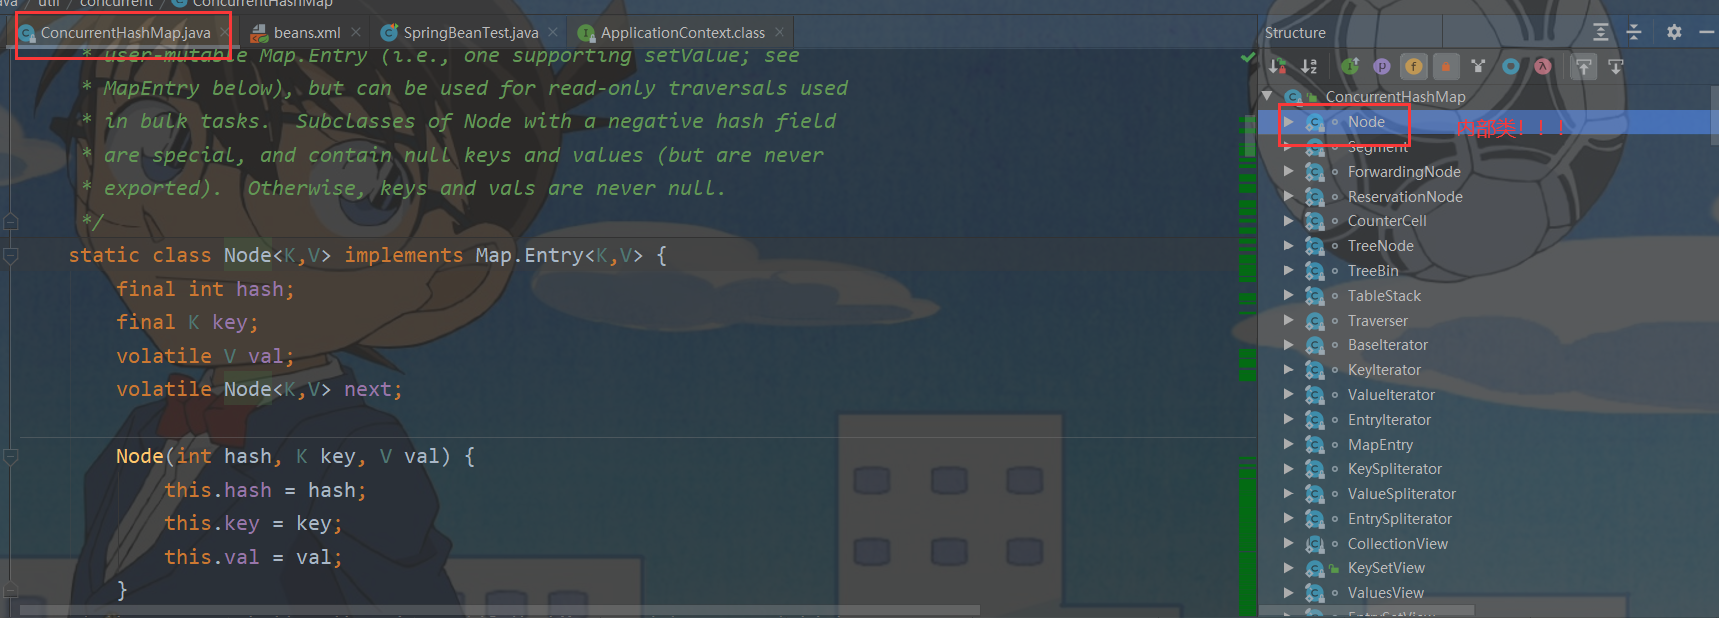 ava util concurrent ConcurrentHashMap
ConcurrentHashMap.java beans.xml SpringBeanTest.java ApplicationContext.class
* user-mutable Map.Entry (i.e., one supporting setValue; see
* MapEntry below), but can be used for read-only traversals used
* in bulk tasks. Subclasses of Node with a negative hash field
* are special, and contain null keys and values (but are never
* exported). Otherwise, keys and vals are never null.
*/
static class Node<K,V> implements Map.Entry<K,V> {
final int hash;
final K key;
volatile V val;
volatile Node<K,V> next;
Node(int hash, K key, V val) {
this.hash = hash;
this.key = key;
this.val = val;
}
Structure
ConcurrentHashMap
Node
内部类！！！
Segment
ForwardingNode
ReservationNode
CounterCell
TreeNode
TreeBin
TableStack
Traverser
BaseIterator
KeyIterator
ValueIterator
EntryIterator
MapEntry
KeySpliterator
ValueSpliterator
EntrySpliterator
CollectionView
KeySetView
ValuesView
EntrySetView